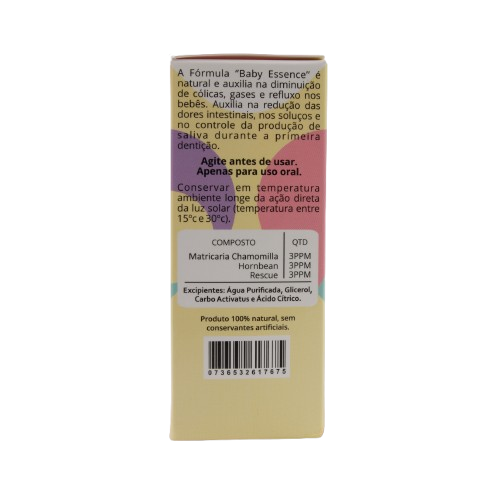 A Fórmula "Baby Essence" é
natural e auxilia na diminuição
de cólicas, gases e refluxo nos
bebês. Auxilia na redução das
dores intestinais, nos soluços e
no controle da produção de
saliva durante a primeira
dentição.
Agite antes de usar.
Apenas para uso oral.
Conservar em temperatura
ambiente longe da ação direta
da luz solar (temperatura entre
15ºc e 30ºc).
COMPOSTO QTD
Matricaria Chamomilla 3PPM
Hornbean 3PPM
Rescue 3PPM
Excipientes: Água Purificada, Glicerol,
Carbo Activatus e Ácido Cítrico.
Produto 100% natural, sem
conservantes artificiais.
0736532617675